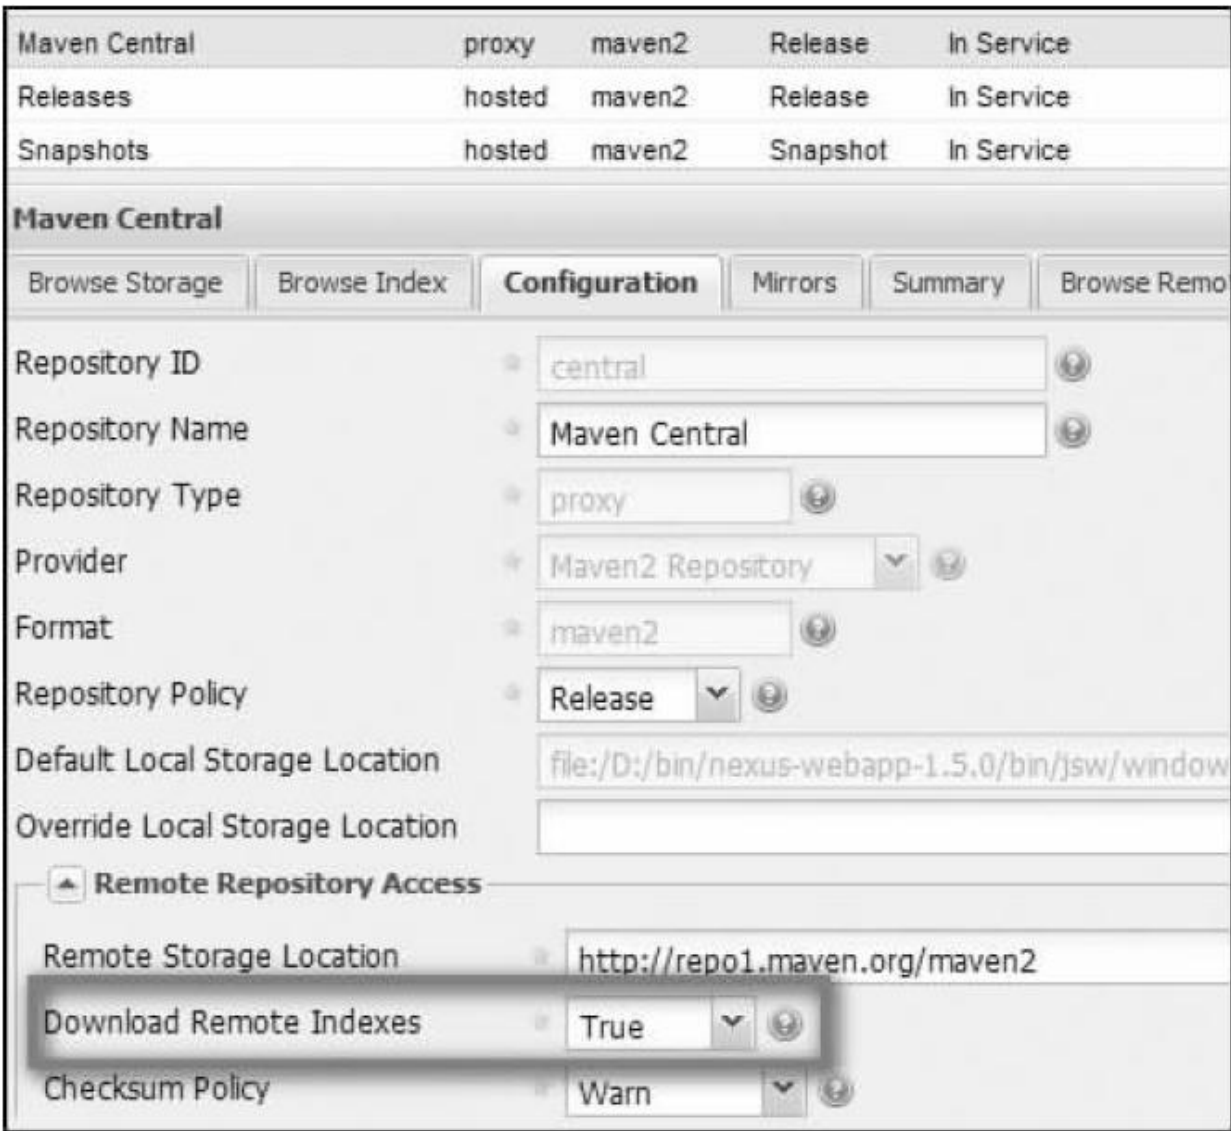 Maven Central proxy maven2 Release In Service
Releases hosted maven2 Release In Service
Snapshots hosted maven2 Snapshot In Service
Maven Central
Browse Storage Browse Index Configuration Mirrors Summary Browse Remo
Repository ID central
Repository Name Maven Central
Repository Type proxy
Provider Maven2 Repository
Format maven2
Repository Policy Release
Default Local Storage Location file:/D:/bin/nexus-webapp-1.5.0/bin/jsw/window
Override Local Storage Location
Remote Repository Access
Remote Storage Location http://repo1.maven.org/maven2
Download Remote Indexes True
Checksum Policy Warn